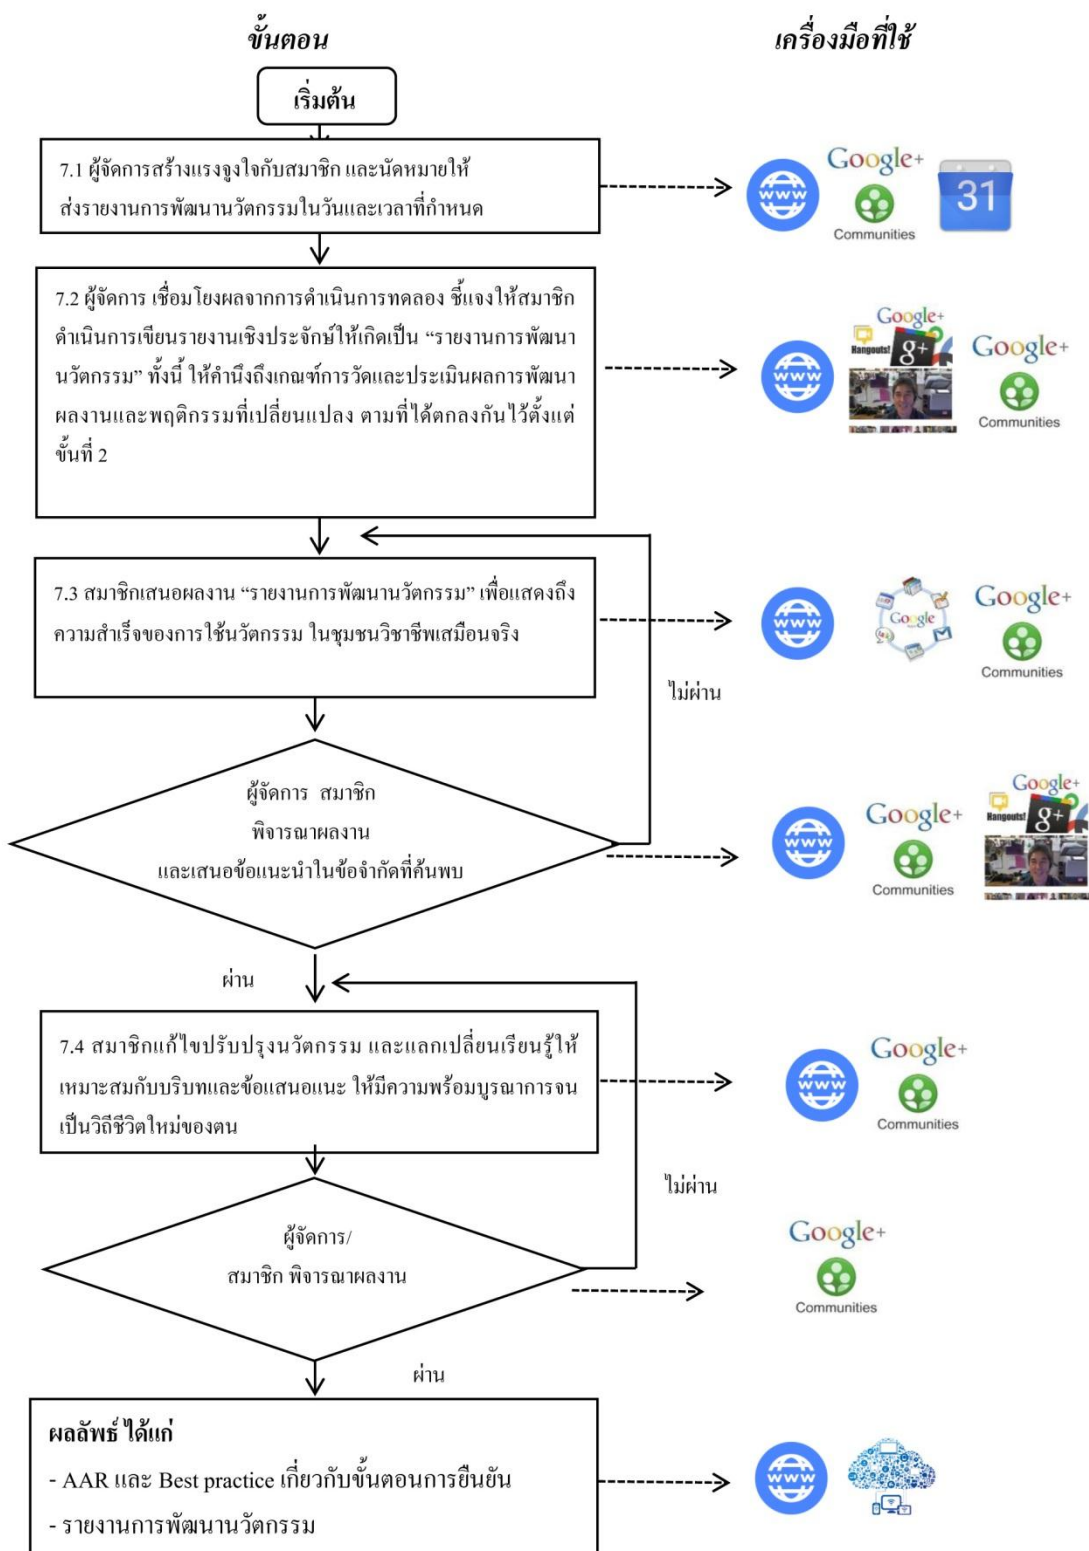 ขั้นตอน
เครื่องมือที่ใช้
เริ่มต้น
7.1 ผู้จัดการสร้างแรงจูงใจกับสมาชิก และนัดหมายให้
ส่งรายงานการพัฒนานวัตกรรมในวันและเวลาที่กำหนด
www
Google+
Communities
31
7.2 ผู้จัดการ เชื่อมโยงผลจากการดำเนินการทดลอง ชี้แจงให้สมาชิก
ดำเนินการเขียนรายงานเชิงประจักษ์ให้เกิดเป็น “รายงานการพัฒนา
นวัตกรรม” ทั้งนี้ ให้คำนึงถึงเกณฑ์การวัดและประเมินผลการพัฒนา
ผลงานและพฤติกรรมที่เปลี่ยนแปลง ตามที่ได้ตกลงกันไว้ตั้งแต่
ขั้นที่ 2
www
Google+
Hangouts!
g+
Google+
Communities
7.3 สมาชิกเสนอผลงาน “รายงานการพัฒนานวัตกรรม” เพื่อแสดงถึง
ความสำเร็จของการใช้นวัตกรรม ในชุมชนวิชาชีพเสมือนจริง
www
Google
Google+
Communities
ไม่ผ่าน
ผู้จัดการ สมาชิก
พิจารณาผลงาน
และเสนอข้อแนะนำในข้อจำกัดที่ค้นพบ
www
Google+
Communities
Google+
Hangouts!
g+
ผ่าน
7.4 สมาชิกแก้ไขปรับปรุงนวัตกรรม และแลกเปลี่ยนเรียนรู้ให้
เหมาะสมกับบริบทและข้อเสนอแนะ ให้มีความพร้อมบูรณาการจน
เป็นวิถีชีวิตใหม่ของตน
www
Google+
Communities
ไม่ผ่าน
ผู้จัดการ/
สมาชิก พิจารณาผลงาน
Google+
Communities
ผ่าน
ผลลัพธ์ ได้แก่
- AAR และ Best practice เกี่ยวกับขั้นตอนการยืนยัน
- รายงานการพัฒนานวัตกรรม
www